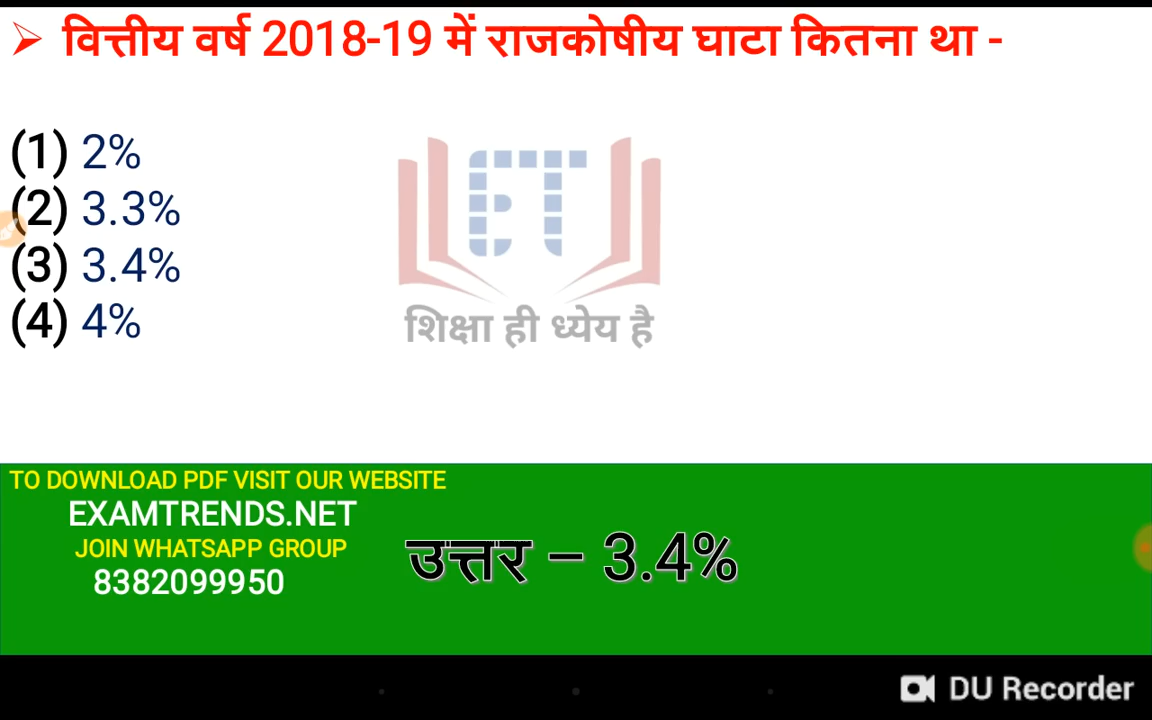 ➢ वित्तीय वर्ष 2018-19 में राजकोषीय घाटा कितना था -
(1) 2%
(2) 3.3%
(3) 3.4%
(4) 4%
ET
शिक्षा ही ध्येय है
TO DOWNLOAD PDF VISIT OUR WEBSITE
EXAMTRENDS.NET
JOIN WHATSAPP GROUP
8382099950
उत्तर – 3.4%
DU Recorder